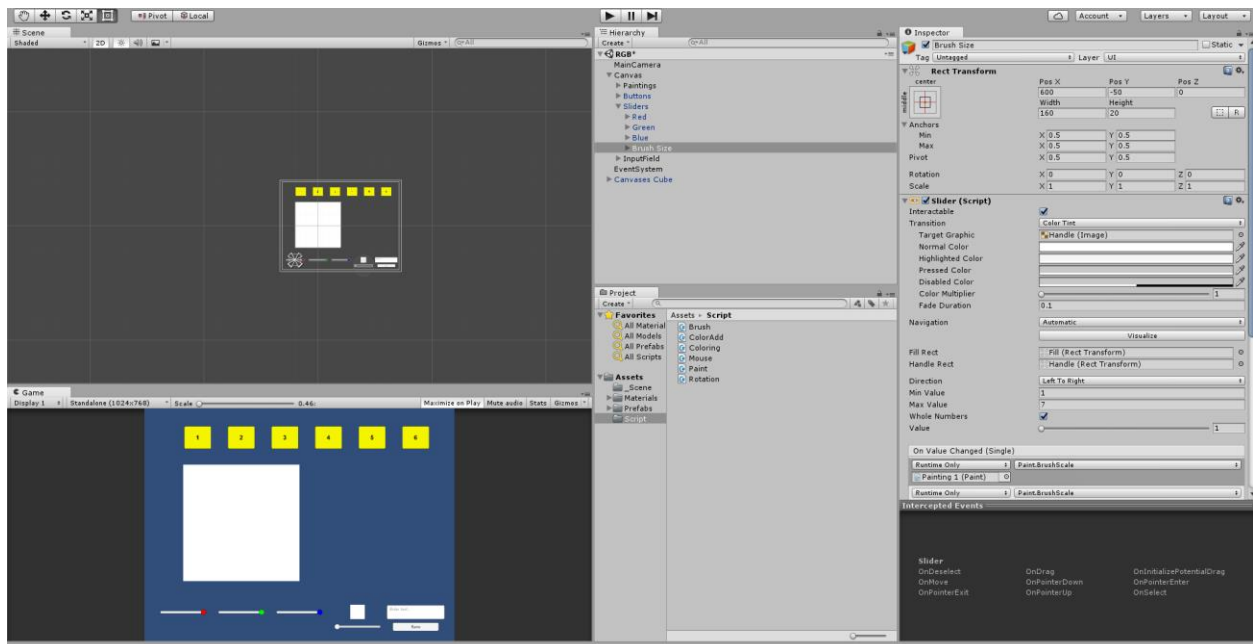 Pivot Local
Account Layers Layout
Scene
Shaded 2D Gizmos All
Hierarchy
Create All
RGB*
MainCamera
Canvas
Paintings
Buttons
Sliders
Red
Green
Blue
Brush Size
InputField
EventSystem
Canvases Cube
Project
Create
Favorites
All Material
All Models
All Prefabs
All Scripts
Assets
_Scene
Materials
Prefabs
Script
Assets Script
Brush
ColorAdd
Coloring
Mouse
Paint
Rotation
Game
Display 1 Standalone (1024x768) Scale 0.46 Maximize on Play Mute audio Stats Gizmos
1 2 3 4 5 6
Save
Inspector
Brush Size Static
Tag Untagged Layer UI
Rect Transform
center Pos X Pos Y Pos Z
middle 600 -50 0
Width Height
160 20 R
Anchors
Min X 0.5 Y 0.5
Max X 0.5 Y 0.5
Pivot X 0.5 Y 0.5
Rotation X 0 Y 0 Z 0
Scale X 1 Y 1 Z 1
Slider (Script)
Interactable
Transition Color Tint
Target Graphic Handle (Image)
Normal Color
Highlighted Color
Pressed Color
Disabled Color
Color Multiplier 1
Fade Duration 0.1
Navigation Automatic
Visualize
Fill Rect Fill (Rect Transform)
Handle Rect Handle (Rect Transform)
Direction Left To Right
Min Value 1
Max Value 7
Whole Numbers
Value 1
On Value Changed (Single)
Runtime Only Paint.BrushScale
Painting 1 (Paint)
Runtime Only Paint.BrushScale
Intercepted Events
Slider
OnDeselect OnDrag OnInitializePotentialDrag
OnMove OnPointerDown OnPointerEnter
OnPointerExit OnPointerUp OnSelect